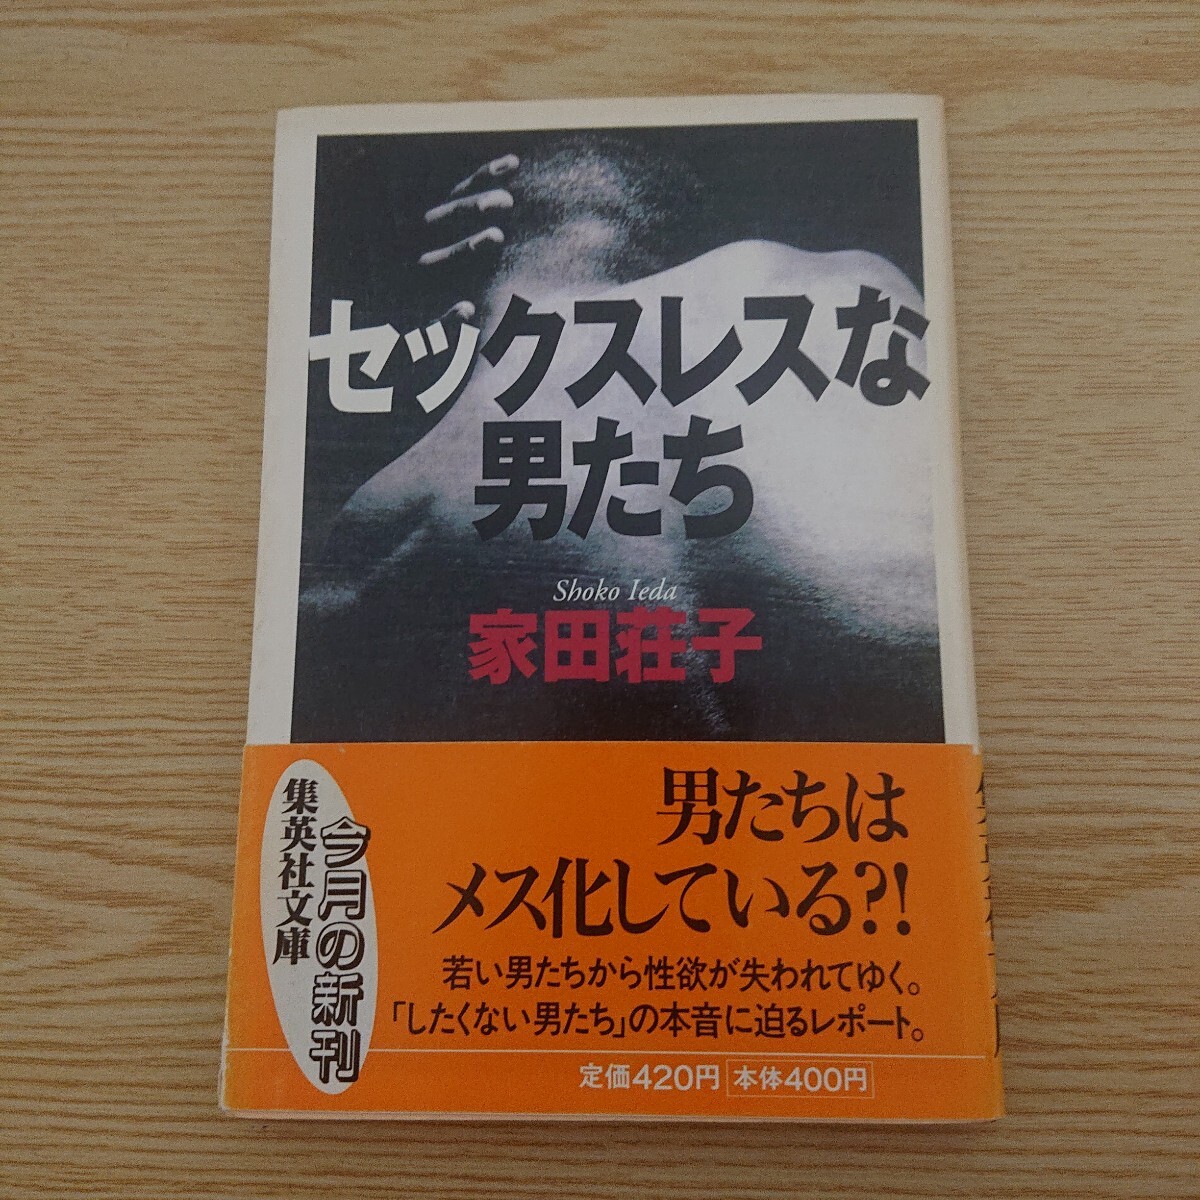 セックスレスな
男たち
Shoko Ieda
家田荘子
集英社文庫
今月の新刊
男たちは
メス化している?!
若い男たちから性欲が失われてゆく。
「したくない男たち」の本音に迫るレポート。
定価420円 本体400円